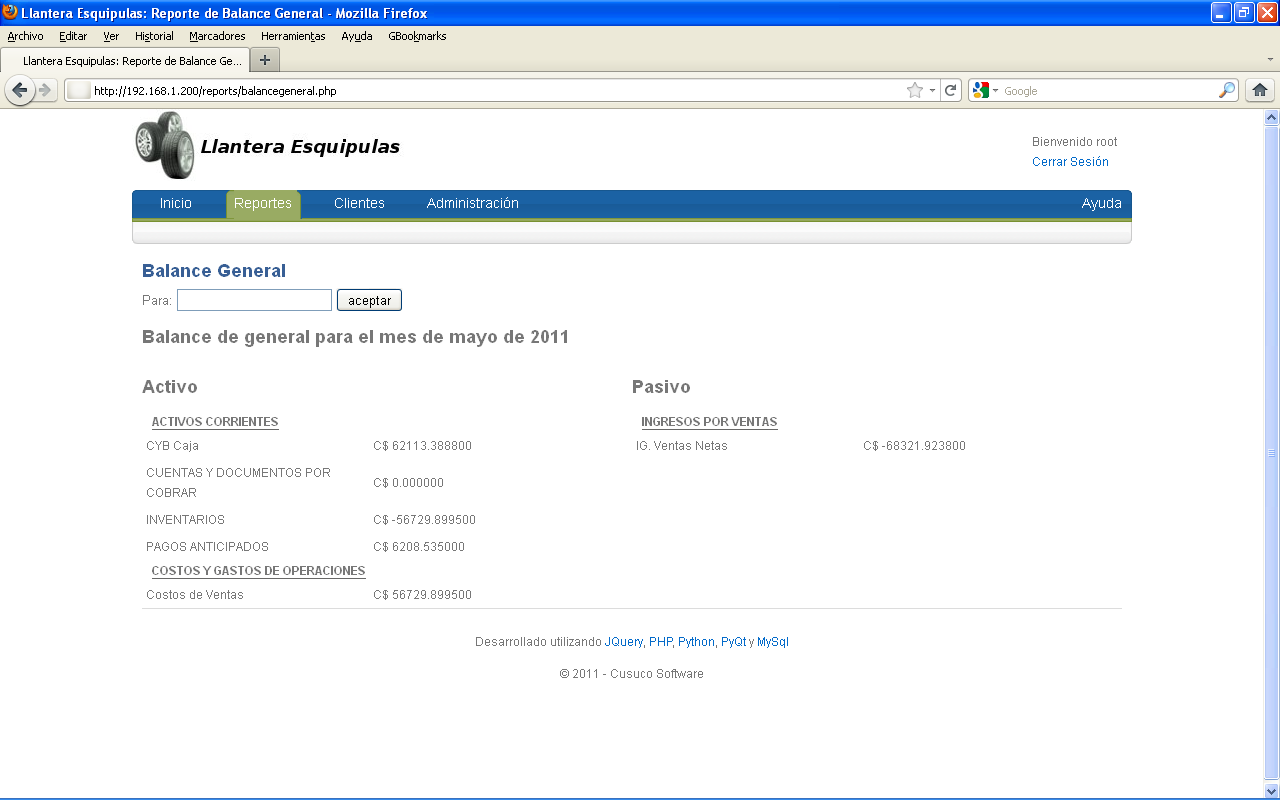 Llantera Esquipulas: Reporte de Balance General - Mozilla Firefox
Archivo Editar Ver Historial Marcadores Herramientas Ayuda GBookmarks
Llantera Esquipulas: Reporte de Balance Ge... +
http://192.168.1.200/reports/balancegeneral.php Google
Llantera Esquipulas
Bienvenido root
Cerrar Sesión
Inicio Reportes Clientes Administración Ayuda
Balance General
Para: aceptar
Balance de general para el mes de mayo de 2011
Activo
ACTIVOS CORRIENTES
CYB Caja C$ 62113.388800
CUENTAS Y DOCUMENTOS POR
COBRAR C$ 0.000000
INVENTARIOS C$ -56729.899500
PAGOS ANTICIPADOS C$ 6208.535000
COSTOS Y GASTOS DE OPERACIONES
Costos de Ventas C$ 56729.899500
Pasivo
INGRESOS POR VENTAS
IG. Ventas Netas C$ -68321.923800
Desarrollado utilizando JQuery, PHP, Python, PyQt y MySql
© 2011 - Cusuco Software